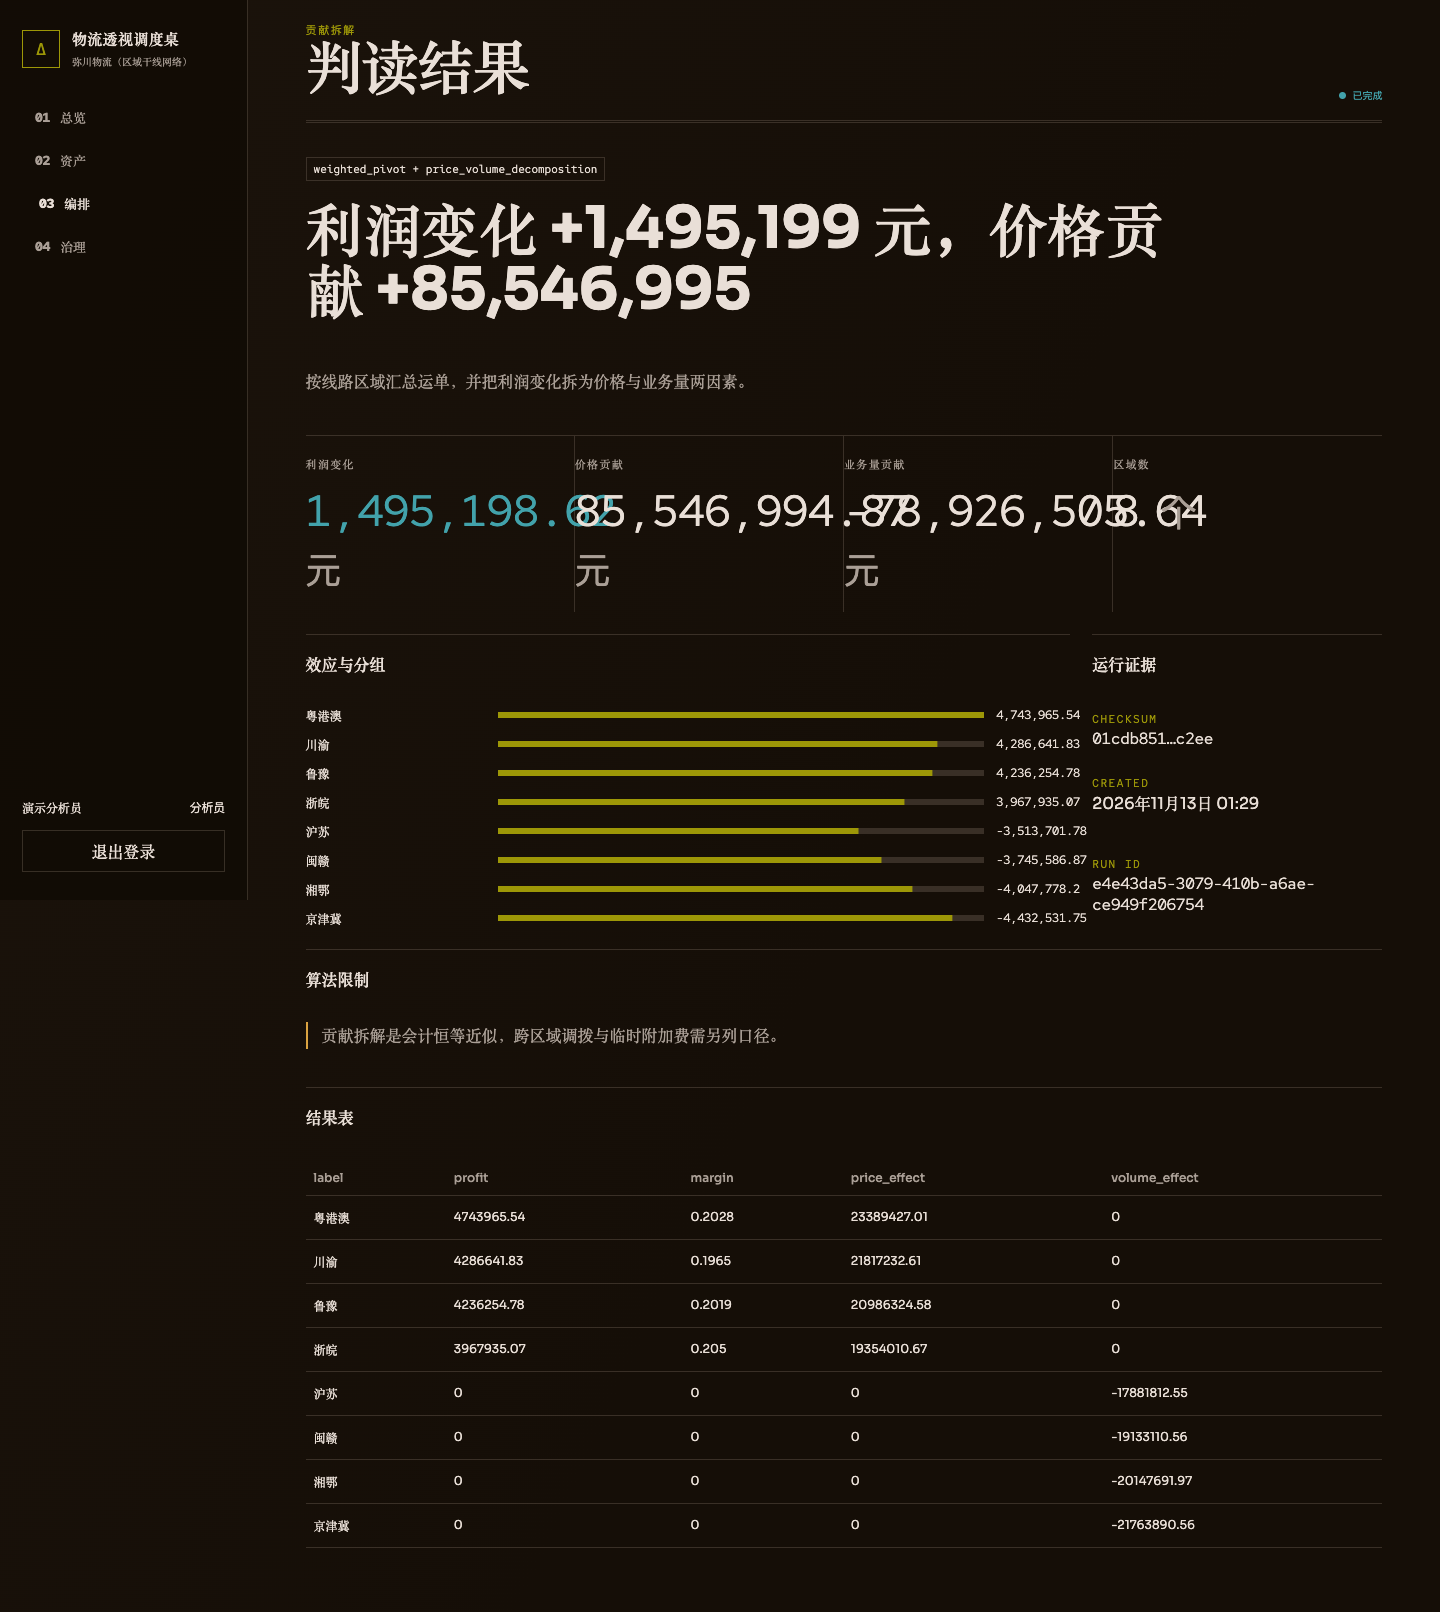 Δ
物流透视调度桌
弥川物流（区域干线网络）
01 总览
02 资产
03 编排
04 治理
演示分析员 分析员
退出登录
贡献拆解
判读结果
已完成
weighted_pivot + price_volume_decomposition
利润变化 +1,495,199 元，价格贡
献 +85,546,995
按线路区域汇总运单，并把利润变化拆为价格与业务量两因素。
利润变化 价格贡献 业务量贡献 区域数
1,495,198.62 85,546,994.87 -78,926,505.64 8 个
元 元 元
效应与分组
粤港澳 4,743,965.54
川渝 4,286,641.83
鲁豫 4,236,254.78
浙皖 3,967,935.07
沪苏 -3,513,701.78
闽赣 -3,745,586.87
湘鄂 -4,047,778.2
京津冀 -4,432,531.75
运行证据
CHECKSUM
01cdb851…c2ee
CREATED
2026年11月13日 01:29
RUN ID
e4e43da5-3079-410b-a6ae-
ce949f206754
算法限制
贡献拆解是会计恒等近似，跨区域调拨与临时附加费需另列口径。
结果表
label profit margin price_effect volume_effect
粤港澳 4743965.54 0.2028 23389427.01 0
川渝 4286641.83 0.1965 21817232.61 0
鲁豫 4236254.78 0.2019 20986324.58 0
浙皖 3967935.07 0.205 19354010.67 0
沪苏 0 0 0 -17881812.55
闽赣 0 0 0 -19133110.56
湘鄂 0 0 0 -20147691.97
京津冀 0 0 0 -21763890.56